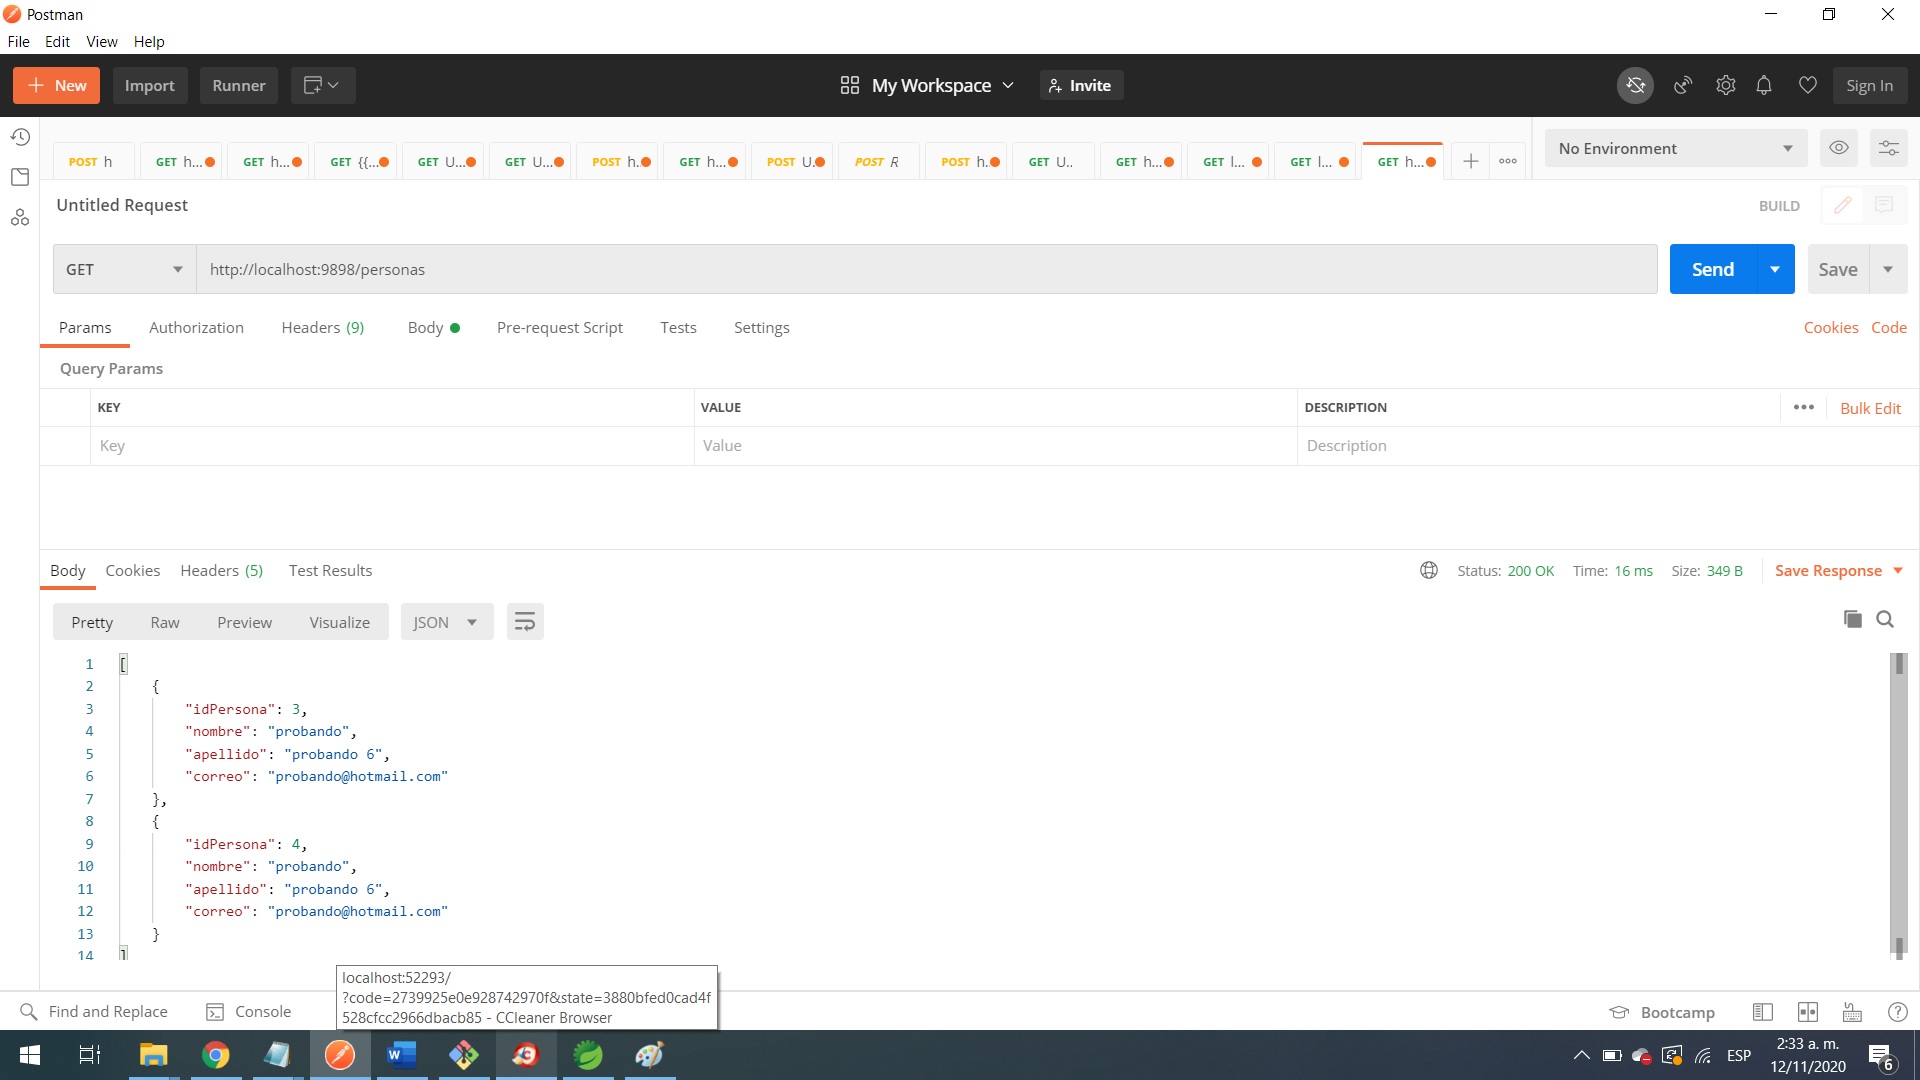 Postman
File Edit View Help
New Import Runner My Workspace Invite Sign In
POST h GET h... GET h... GET {{... GET U... GET U... POST h. GET h... POST U. POST R POST h. GET U.. GET h... GET l... GET l... GET h... No Environment
Untitled Request BUILD
GET http://localhost:9898/personas Send Save
Params Authorization Headers (9) Body Pre-request Script Tests Settings Cookies Code
Query Params
KEY VALUE DESCRIPTION ••• Bulk Edit
Key Value Description
Body Cookies Headers (5) Test Results Status: 200 OK Time: 16 ms Size: 349 B Save Response
Pretty Raw Preview Visualize JSON
1 [
2 {
3 "idPersona": 3,
4 "nombre": "probando",
5 "apellido": "probando 6",
6 "correo": "probando@hotmail.com"
7 },
8 {
9 "idPersona": 4,
10 "nombre": "probando",
11 "apellido": "probando 6",
12 "correo": "probando@hotmail.com"
13 }
14 ]
localhost:52293/
?code=2739925e0e928742970f&state=3880bfed0cad4f
528cfcc2966dbacb85 - CCleaner Browser
Find and Replace Console Bootcamp
ESP 2:33 a. m.
12/11/2020 6